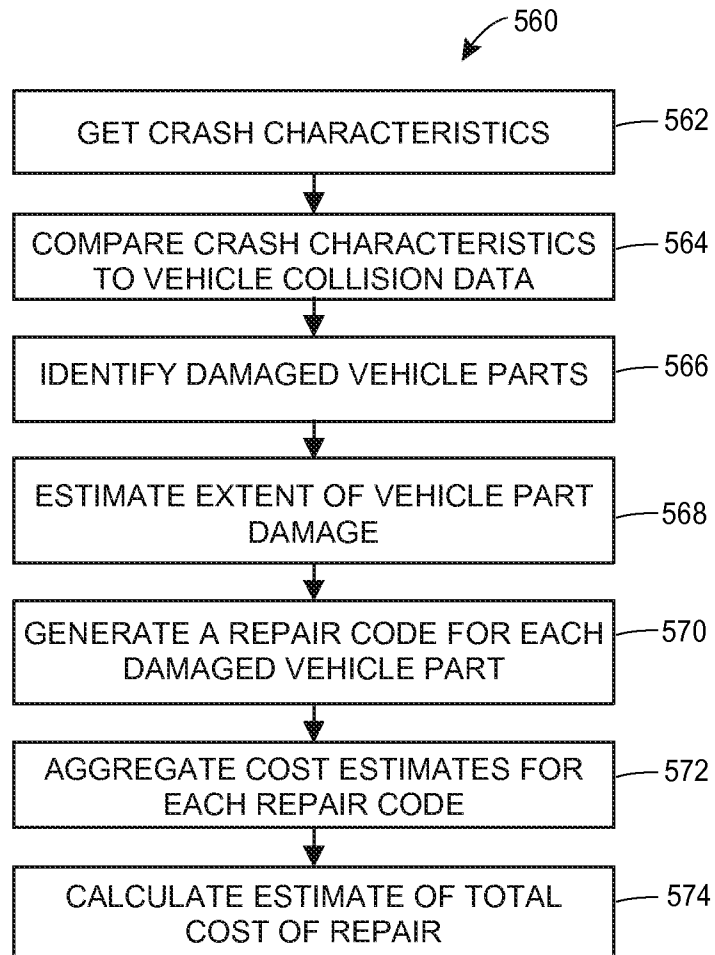 560
GET CRASH CHARACTERISTICS
562
COMPARE CRASH CHARACTERISTICS
TO VEHICLE COLLISION DATA
564
IDENTIFY DAMAGED VEHICLE PARTS
566
ESTIMATE EXTENT OF VEHICLE PART
DAMAGE
568
GENERATE A REPAIR CODE FOR EACH
DAMAGED VEHICLE PART
570
AGGREGATE COST ESTIMATES FOR
EACH REPAIR CODE
572
CALCULATE ESTIMATE OF TOTAL
COST OF REPAIR
574